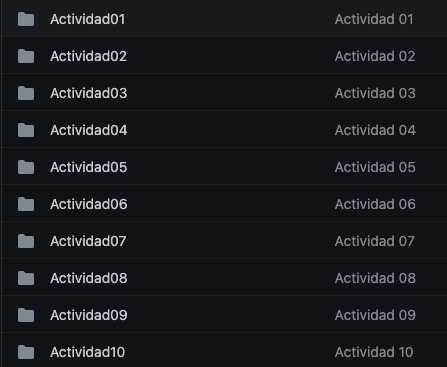 Actividad01 Actividad 01
Actividad02 Actividad 02
Actividad03 Actividad 03
Actividad04 Actividad 04
Actividad05 Actividad 05
Actividad06 Actividad 06
Actividad07 Actividad 07
Actividad08 Actividad 08
Actividad09 Actividad 09
Actividad10 Actividad 10